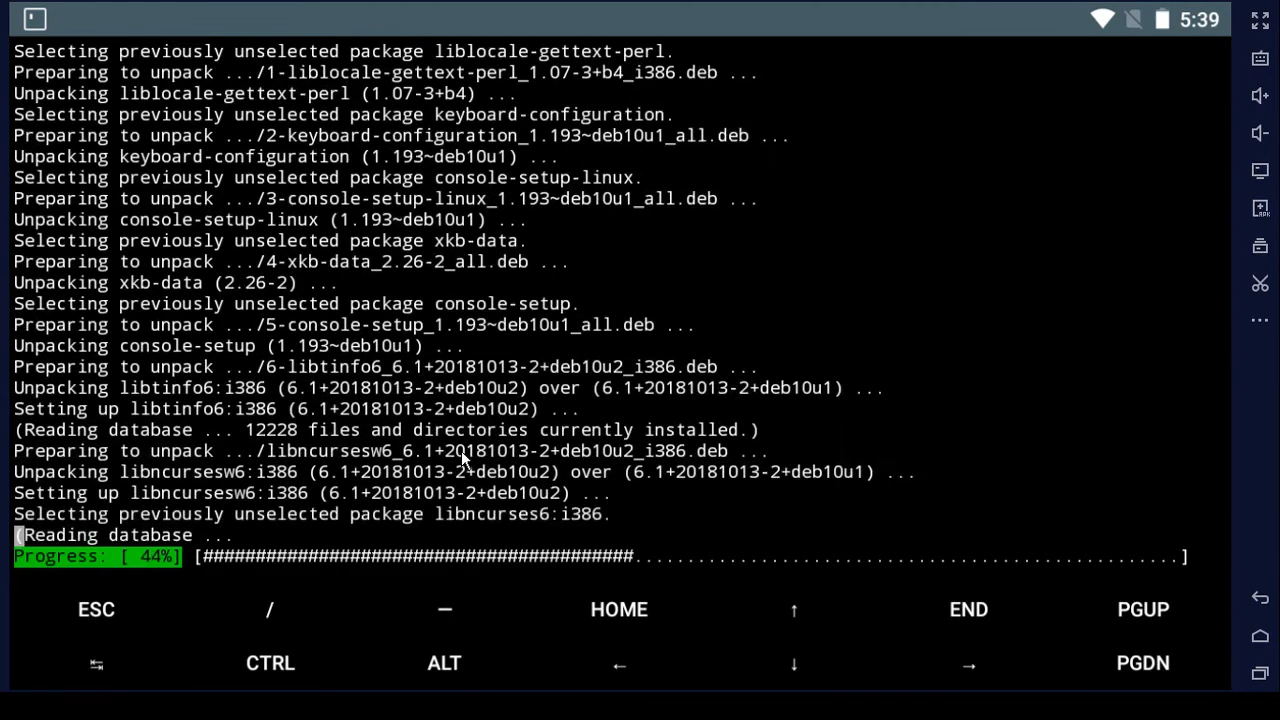 5:39
Selecting previously unselected package liblocale-gettext-perl.
Preparing to unpack .../1-liblocale-gettext-perl_1.07-3+b4_i386.deb ...
Unpacking liblocale-gettext-perl (1.07-3+b4) ...
Selecting previously unselected package keyboard-configuration.
Preparing to unpack .../2-keyboard-configuration_1.193~deb10u1_all.deb ...
Unpacking keyboard-configuration (1.193~deb10u1) ...
Selecting previously unselected package console-setup-linux.
Preparing to unpack .../3-console-setup-linux_1.193~deb10u1_all.deb ...
Unpacking console-setup-linux (1.193~deb10u1) ...
Selecting previously unselected package xkb-data.
Preparing to unpack .../4-xkb-data_2.26-2_all.deb ...
Unpacking xkb-data (2.26-2) ...
Selecting previously unselected package console-setup.
Preparing to unpack .../5-console-setup_1.193~deb10u1_all.deb ...
Unpacking console-setup (1.193~deb10u1) ...
Preparing to unpack .../6-libtinfo6_6.1+20181013-2+deb10u2_i386.deb ...
Unpacking libtinfo6:i386 (6.1+20181013-2+deb10u2) over (6.1+20181013-2+deb10u1) ...
Setting up libtinfo6:i386 (6.1+20181013-2+deb10u2) ...
(Reading database ... 12228 files and directories currently installed.)
Preparing to unpack .../libncursesw6_6.1+20181013-2+deb10u2_i386.deb ...
Unpacking libncursesw6:i386 (6.1+20181013-2+deb10u2) over (6.1+20181013-2+deb10u1) ...
Setting up libncursesw6:i386 (6.1+20181013-2+deb10u2) ...
Selecting previously unselected package libncurses6:i386.
(Reading database ...
Progress: [ 44%] [#########################################....................................................]
ESC / — HOME ↑ END PGUP
↹ CTRL ALT ← ↓ → PGDN